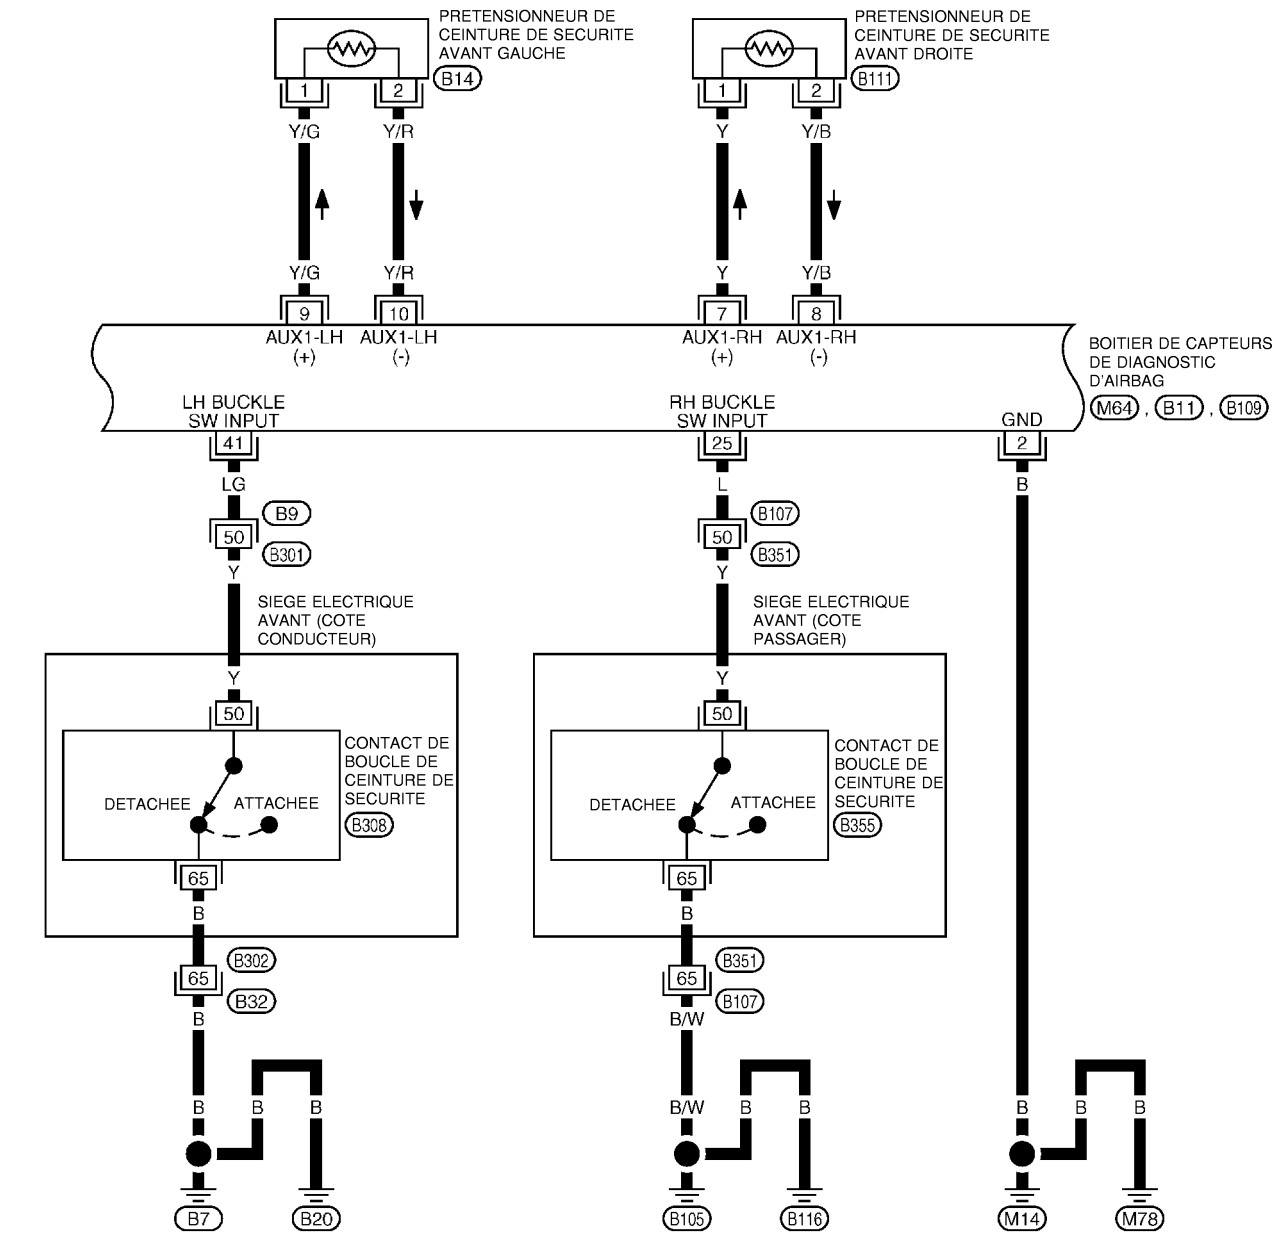 PRETENSIONNEUR DE
CEINTURE DE SECURITE
AVANT GAUCHE
B14
PRETENSIONNEUR DE
CEINTURE DE SECURITE
AVANT DROITE
B111
1 2 1 2
Y/G Y/R Y Y/B
Y/G Y/R Y Y/B
9 10 7 8
AUX1-LH AUX1-LH AUX1-RH AUX1-RH
(+) (-) (+) (-)
BOITIER DE CAPTEURS
DE DIAGNOSTIC
D'AIRBAG
M64 , B11 , B109
LH BUCKLE
SW INPUT
RH BUCKLE
SW INPUT
GND
41 25 2
LG L B
B9 B107
50 50
B301 B351
Y Y
SIEGE ELECTRIQUE
AVANT (COTE
CONDUCTEUR)
SIEGE ELECTRIQUE
AVANT (COTE
PASSAGER)
Y Y
50 50
CONTACT DE
BOUCLE DE
CEINTURE DE
SECURITE
B308
DETACHEE ATTACHEE
CONTACT DE
BOUCLE DE
CEINTURE DE
SECURITE
B355
DETACHEE ATTACHEE
65 65
B B
B302 B351
65 65
B32 B107
B B/W
B B B B/W B B B B B
B7 B20 B105 B116 M14 M78